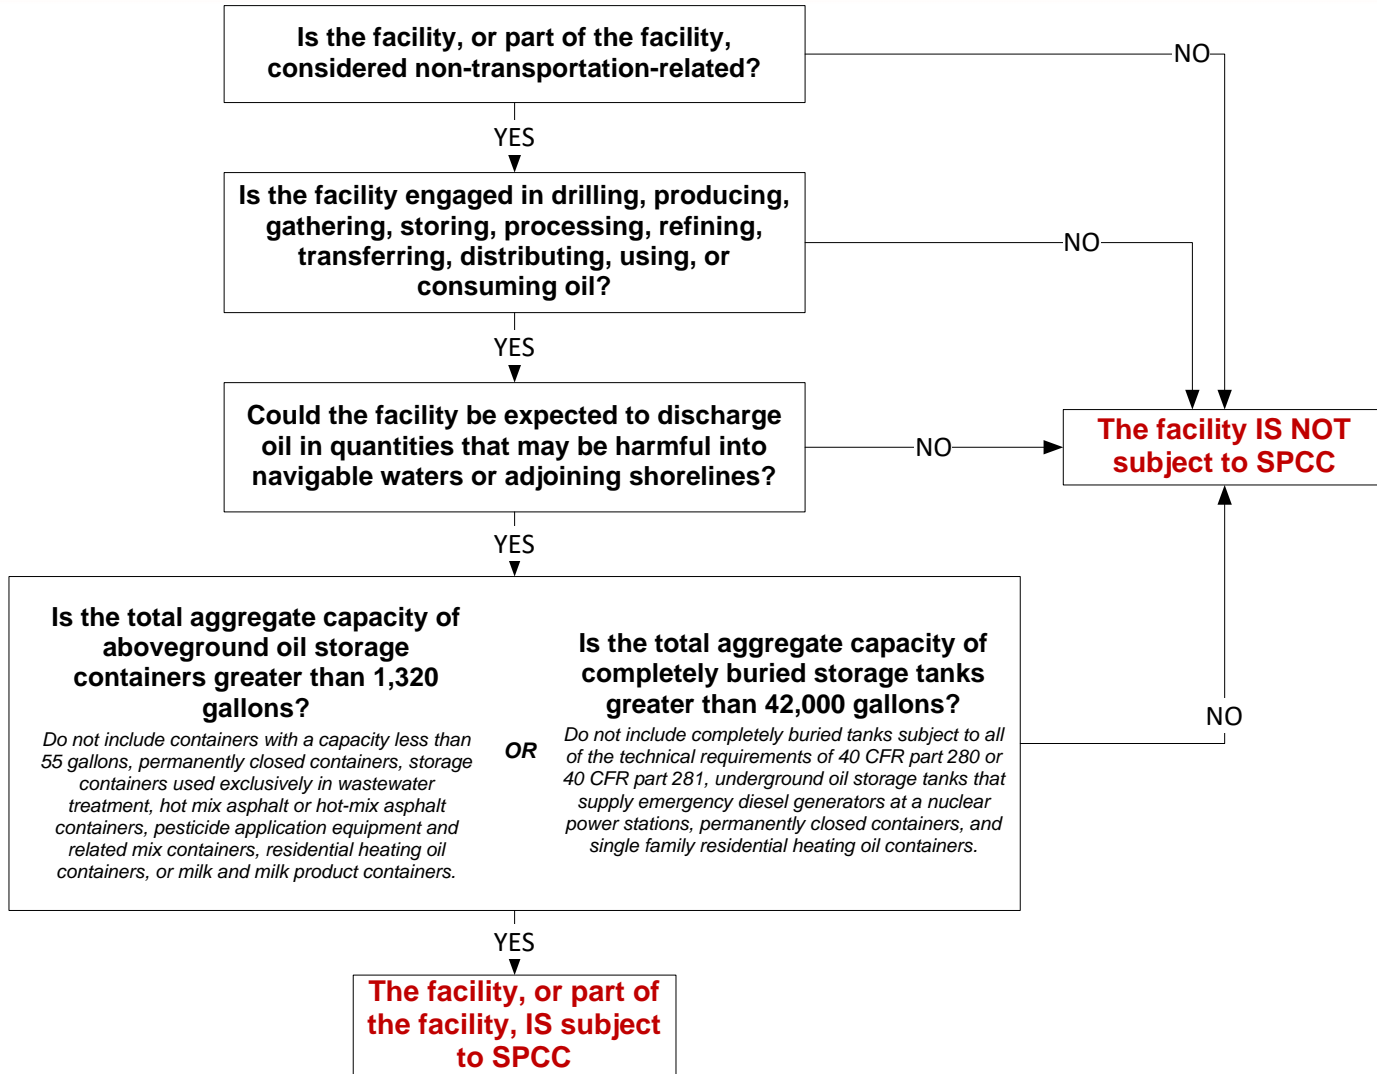 Is the facility, or part of the facility,
considered non-transportation-related?
NO
YES
Is the facility engaged in drilling, producing,
gathering, storing, processing, refining,
transferring, distributing, using, or
consuming oil?
NO
YES
Could the facility be expected to discharge
oil in quantities that may be harmful into
navigable waters or adjoining shorelines?
NO
The facility IS NOT
subject to SPCC
YES
Is the total aggregate capacity of
aboveground oil storage
containers greater than 1,320
gallons?
Do not include containers with a capacity less than
55 gallons, permanently closed containers, storage
containers used exclusively in wastewater
treatment, hot mix asphalt or hot-mix asphalt
containers, pesticide application equipment and
related mix containers, residential heating oil
containers, or milk and milk product containers.
OR
Is the total aggregate capacity of
completely buried storage tanks
greater than 42,000 gallons?
Do not include completely buried tanks subject to all
of the technical requirements of 40 CFR part 280 or
40 CFR part 281, underground oil storage tanks that
supply emergency diesel generators at a nuclear
power stations, permanently closed containers, and
single family residential heating oil containers.
NO
YES
The facility, or part of
the facility, IS subject
to SPCC